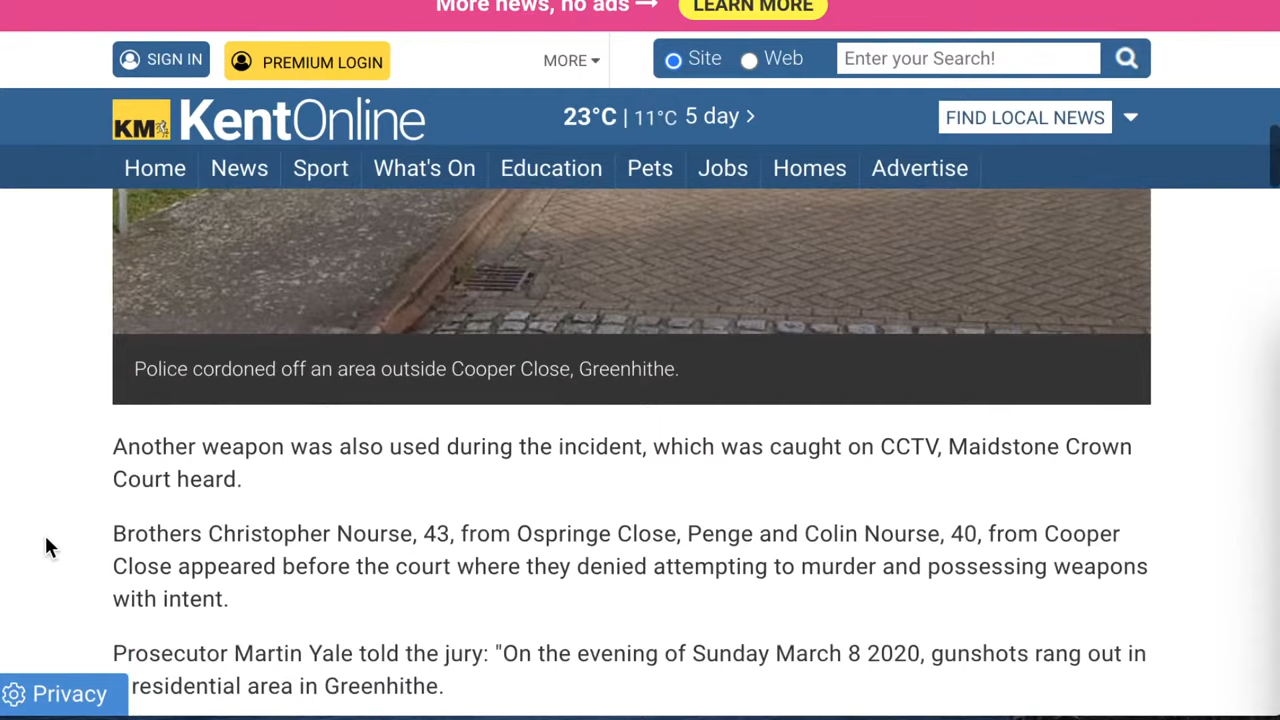 More news, no ads → LEARN MORE
SIGN IN PREMIUM LOGIN MORE Site Web Enter your Search!
KM KentOnline 23°C | 11°C 5 day > FIND LOCAL NEWS
Home News Sport What's On Education Pets Jobs Homes Advertise
Police cordoned off an area outside Cooper Close, Greenhithe.
Another weapon was also used during the incident, which was caught on CCTV, Maidstone Crown
Court heard.
Brothers Christopher Nourse, 43, from Ospringe Close, Penge and Colin Nourse, 40, from Cooper
Close appeared before the court where they denied attempting to murder and possessing weapons
with intent.
Prosecutor Martin Yale told the jury: "On the evening of Sunday March 8 2020, gunshots rang out in
residential area in Greenhithe.
Privacy